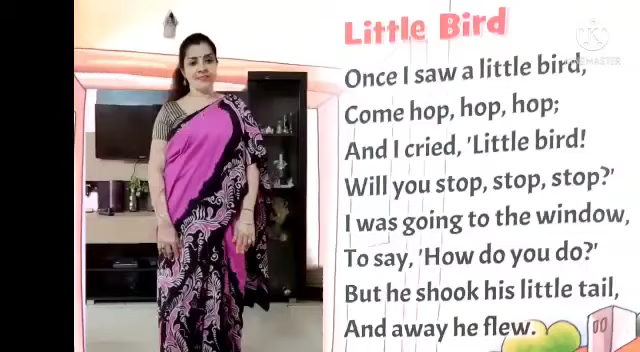 Little Bird
KINEMASTER
Once I saw a little bird,
Come hop, hop, hop;
And I cried, 'Little bird!
Will you stop, stop, stop?'
I was going to the window,
To say, 'How do you do?'
But he shook his little tail,
And away he flew.